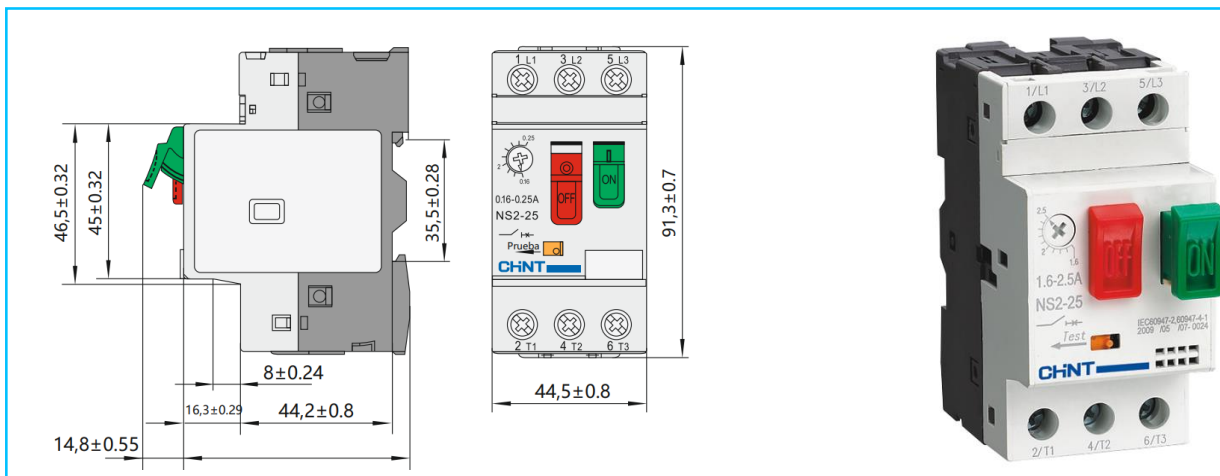 46,5±0.32
45±0.32
35,5±0.28
8±0.24
16,3±0.29
44,2±0.8
14,8±0.55
1 L1 3 L2 5 L3
0.25
2
0.16
0.16-0.25A
NS2-25
OFF
ON
Prueba
CHINT
2 T1 4 T2 6 T3
91,3±0.7
44,5±0.8
1/L1 3/L2 5/L3
2.5
2
1.6
1.6-2.5A
NS2-25
OFF
ON
IEC60947-2,60947-4-1
2009 /05 /07- 0024
Test
CHINT
2/T1 4/T2 6/T3